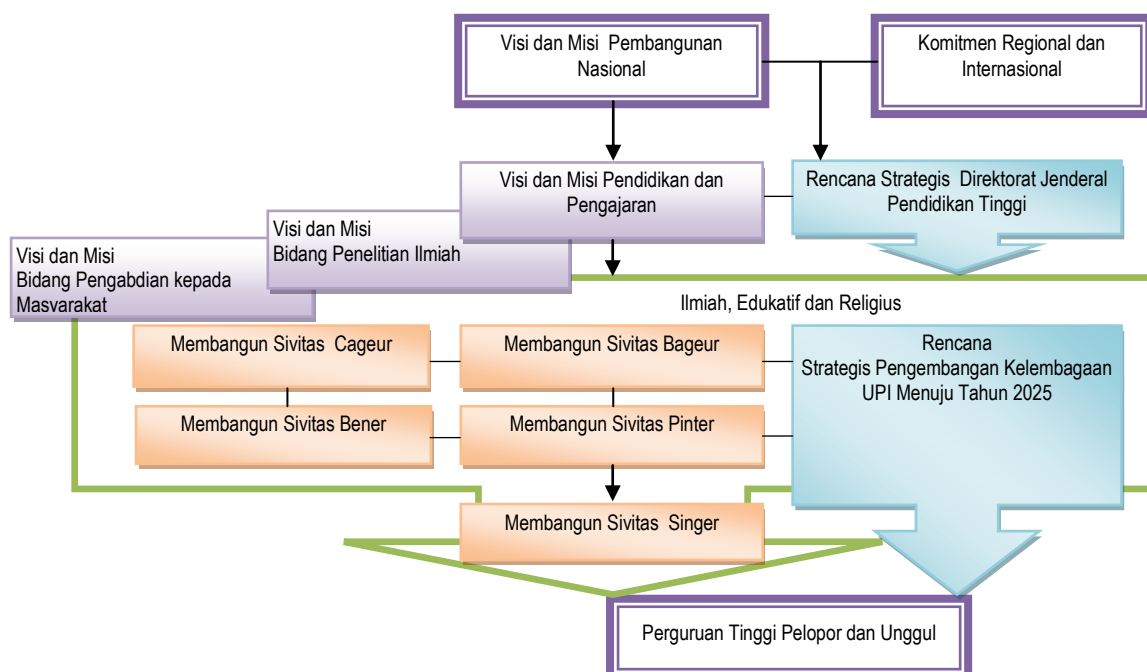 Visi dan Misi Pembangunan
Nasional
Komitmen Regional dan
Internasional
Visi dan Misi Pendidikan dan
Pengajaran
Rencana Strategis Direktorat Jenderal
Pendidikan Tinggi
Visi dan Misi
Bidang Penelitian Ilmiah
Visi dan Misi
Bidang Pengabdian kepada
Masyarakat
Ilmiah, Edukatif dan Religius
Membangun Sivitas Cageur
Membangun Sivitas Bageur
Rencana
Strategis Pengembangan Kelembagaan
UPI Menuju Tahun 2025
Membangun Sivitas Bener
Membangun Sivitas Pinter
Membangun Sivitas Singer
Perguruan Tinggi Pelopor dan Unggul